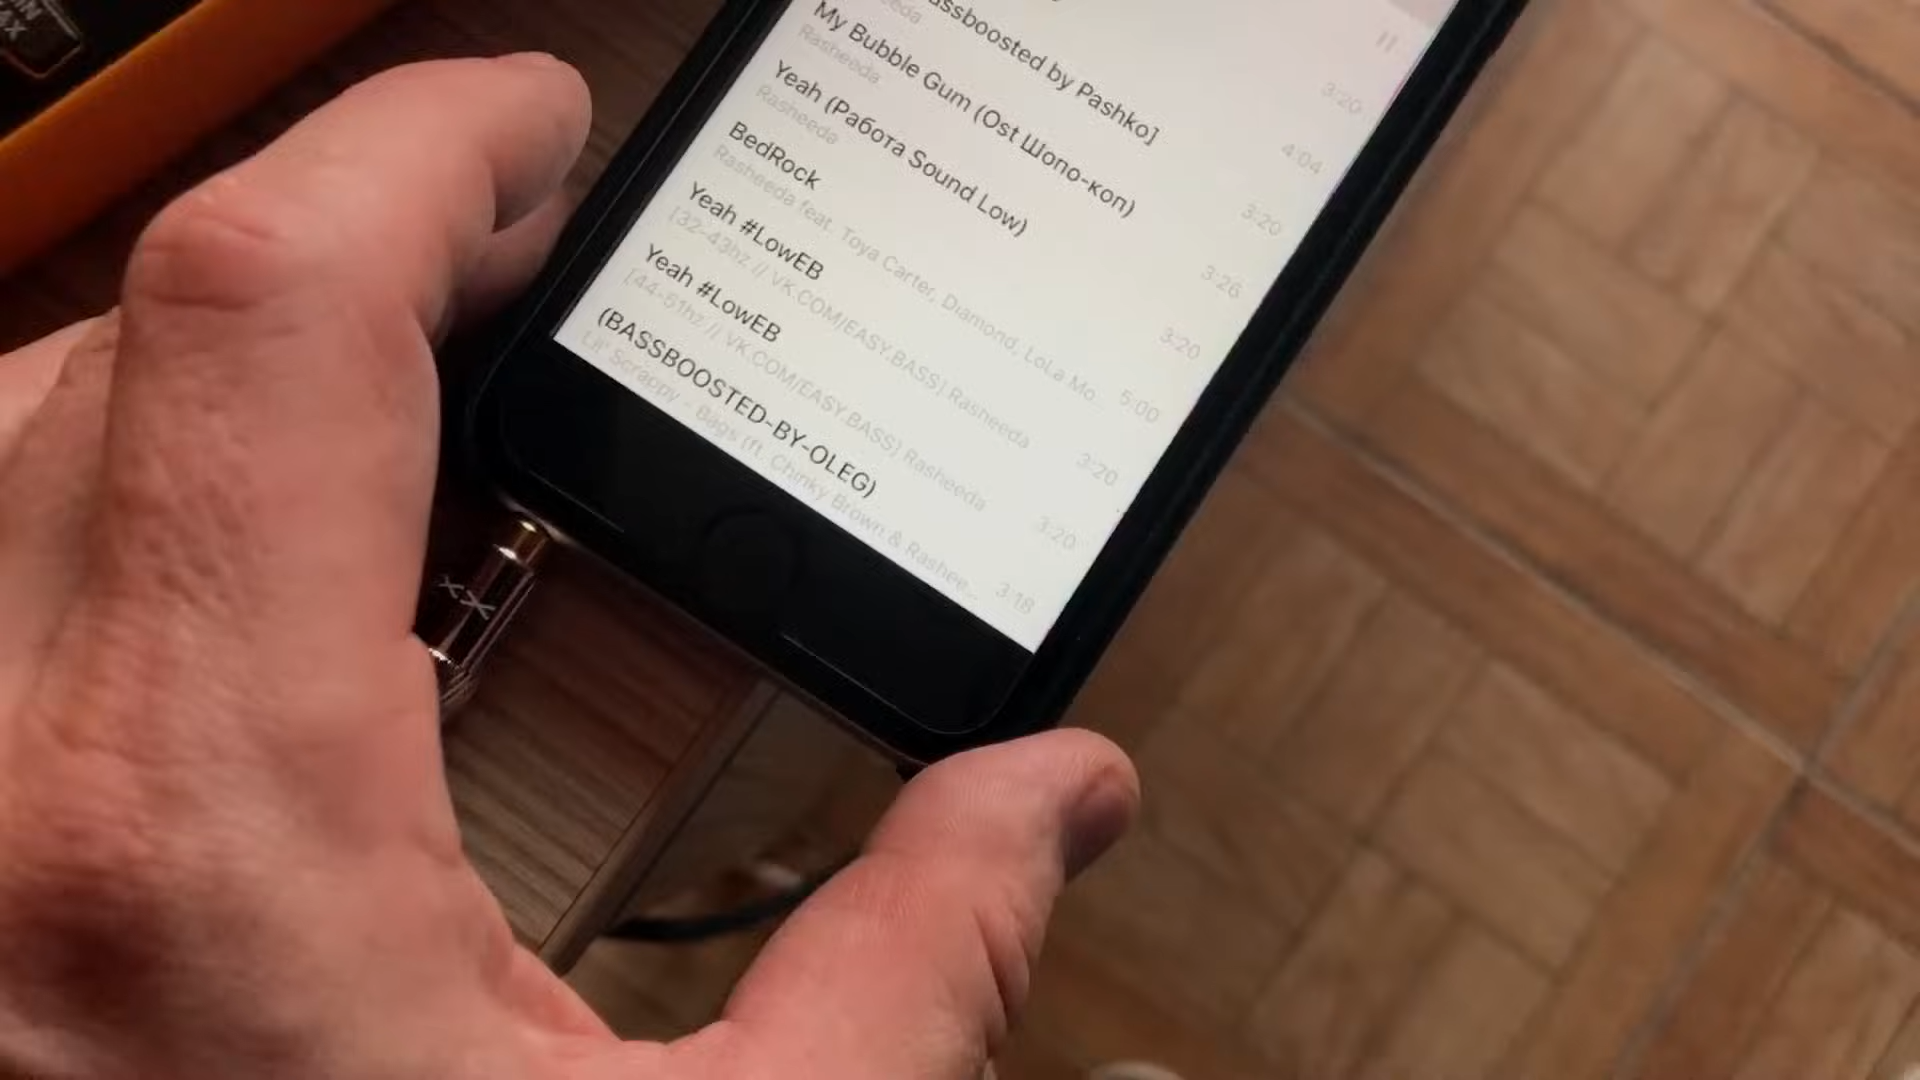 assboosted by Pashko]
eeda
3:20
My Bubble Gum (Ost Шопо-коп)
Rasheeda
4:04
Yeah (Работа Sound Low)
Rasheeda
3:20
BedRock
Rasheeda feat. Toya Carter, Diamond, LoLa Mo...
3:26
Yeah #LowEB
[32-43hz // VK.COM/EASY.BASS] Rasheeda
3:20
Yeah #LowEB
[44-61hz // VK.COM/EASY.BASS] Rasheeda
5:00
(BASSBOOSTED-BY-OLEG)
Lil' Scrappy - Bags (ft. Chinky Brown & Rashee...
3:20
3:20
3:18
XX